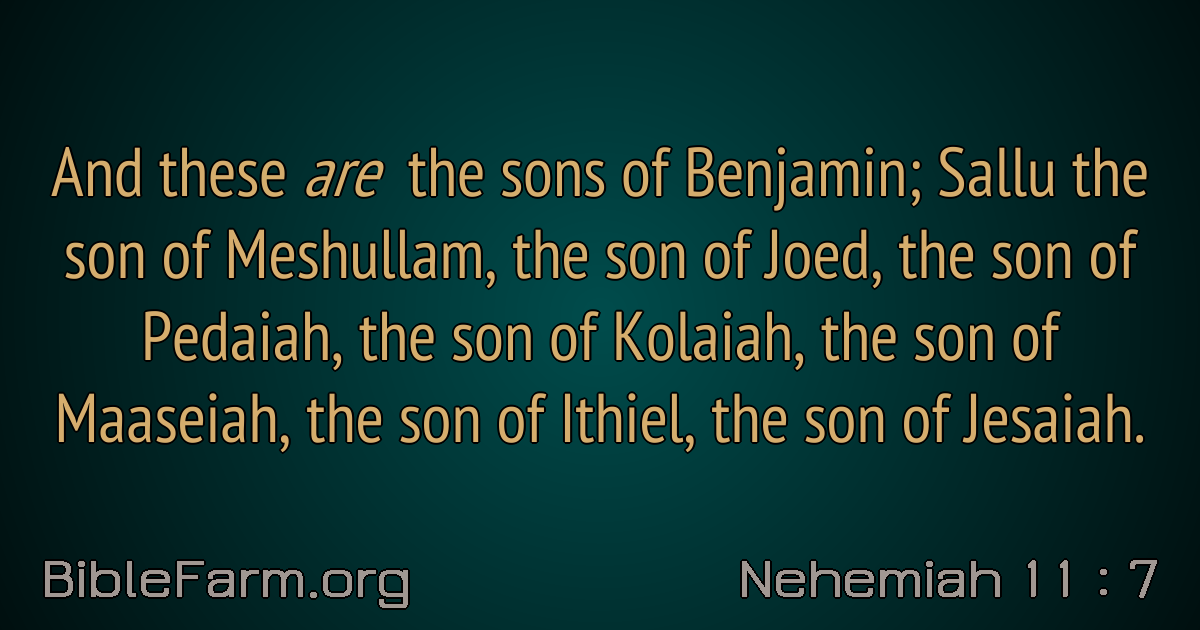 And these are the sons of Benjamin; Sallu the
son of Meshullam, the son of Joed, the son of
Pedaiah, the son of Kolaiah, the son of
Maaseiah, the son of Ithiel, the son of Jesaiah.
BibleFarm.org
Nehemiah 11 : 7